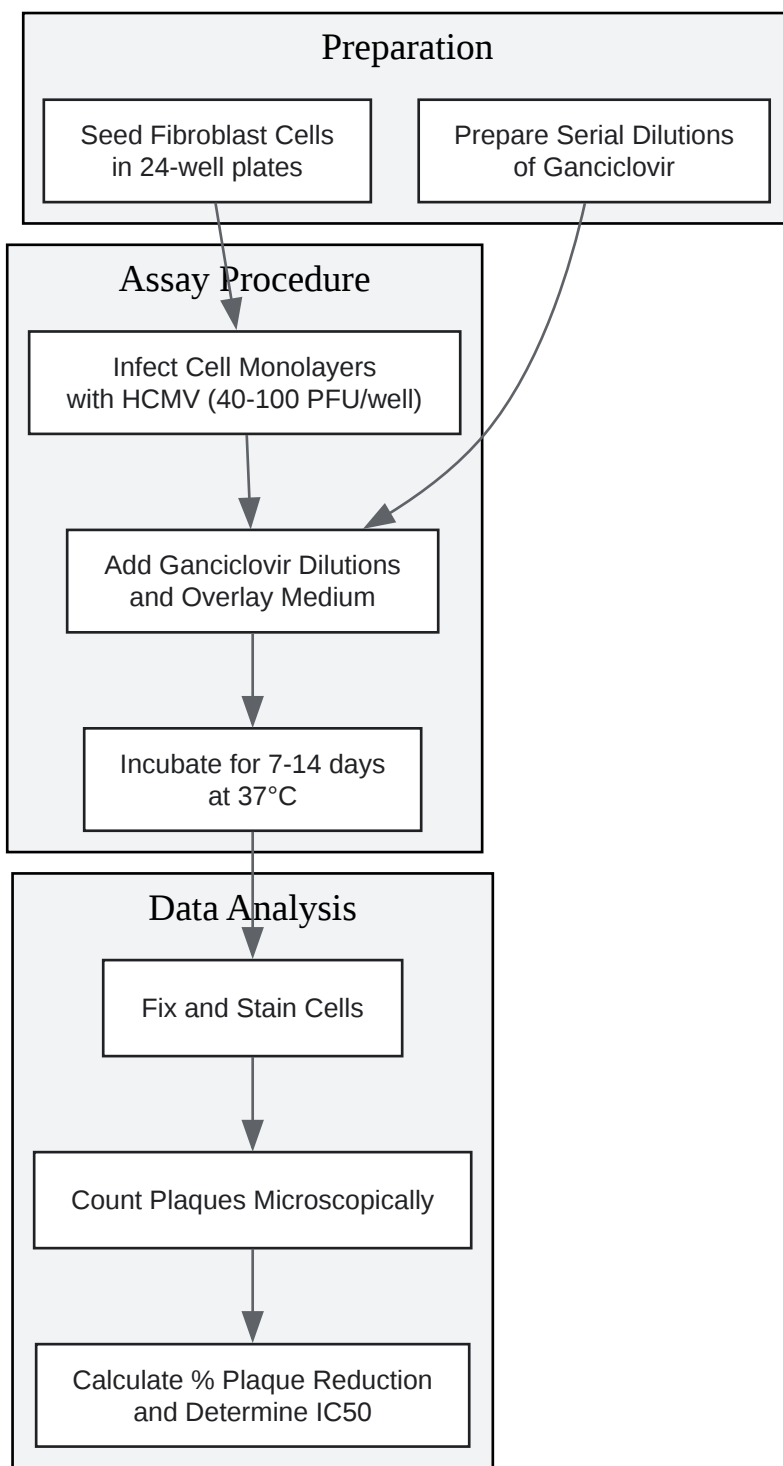 Preparation
Seed Fibroblast Cells
in 24-well plates
Prepare Serial Dilutions
of Ganciclovir
Assay Procedure
Infect Cell Monolayers
with HCMV (40-100 PFU/well)
Add Ganciclovir Dilutions
and Overlay Medium
Incubate for 7-14 days
at 37°C
Data Analysis
Fix and Stain Cells
Count Plaques Microscopically
Calculate % Plaque Reduction
and Determine IC50